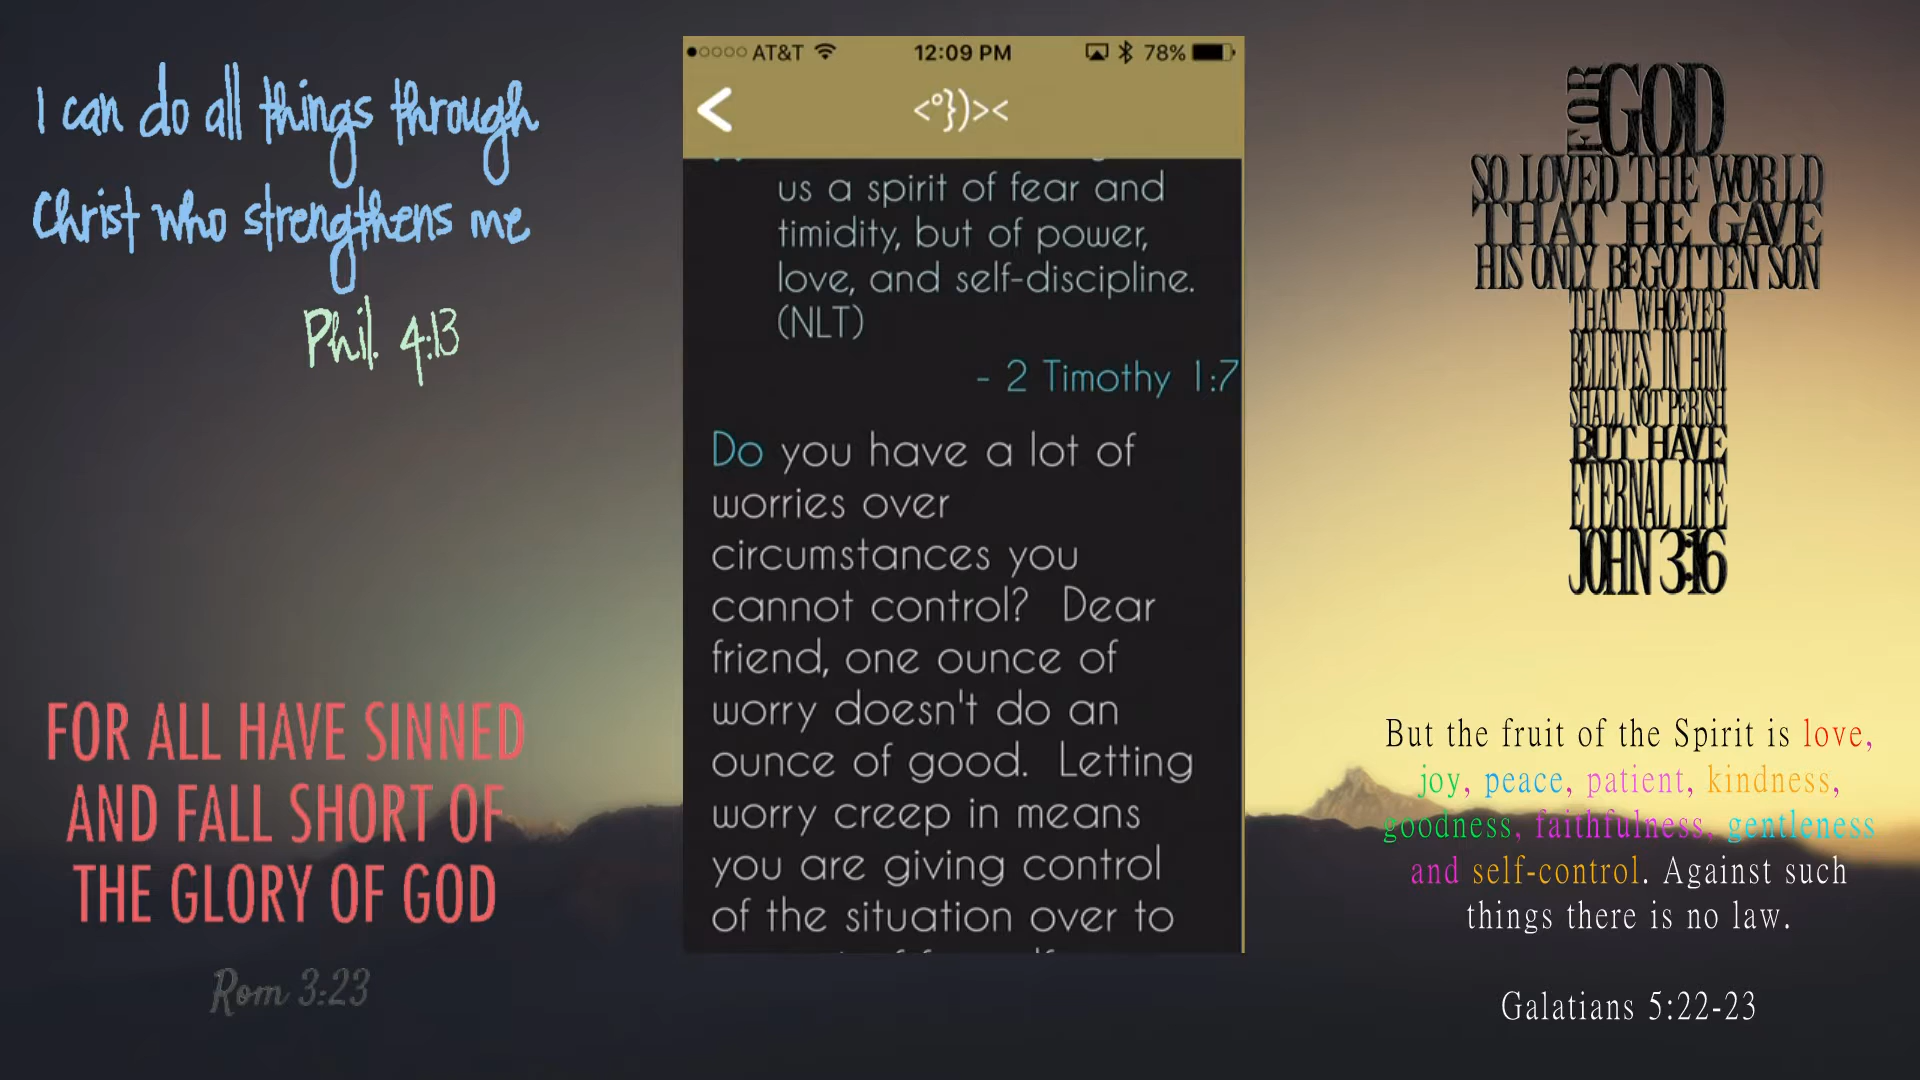 I can do all things through
Christ who strengthens me
Phil. 4:13
FOR ALL HAVE SINNED
AND FALL SHORT OF
THE GLORY OF GOD
Rom 3:23
AT&T 12:09 PM 78%
<°})><
us a spirit of fear and
timidity, but of power,
love, and self-discipline.
(NLT)
- 2 Timothy 1:7
Do you have a lot of
worries over
circumstances you
cannot control?  Dear
friend, one ounce of
worry doesn't do an
ounce of good.  Letting
worry creep in means
you are giving control
of the situation over to
FOR GOD
SO LOVED THE WORLD
THAT HE GAVE
HIS ONLY BEGOTTEN SON
THAT WHOEVER
BELIEVES IN HIM
SHALL NOT PERISH
BUT HAVE
ETERNAL LIFE
JOHN 3:16
But the fruit of the Spirit is love,
joy, peace, patient, kindness,
goodness, faithfulness, gentleness
and self-control. Against such
things there is no law.
Galatians 5:22-23